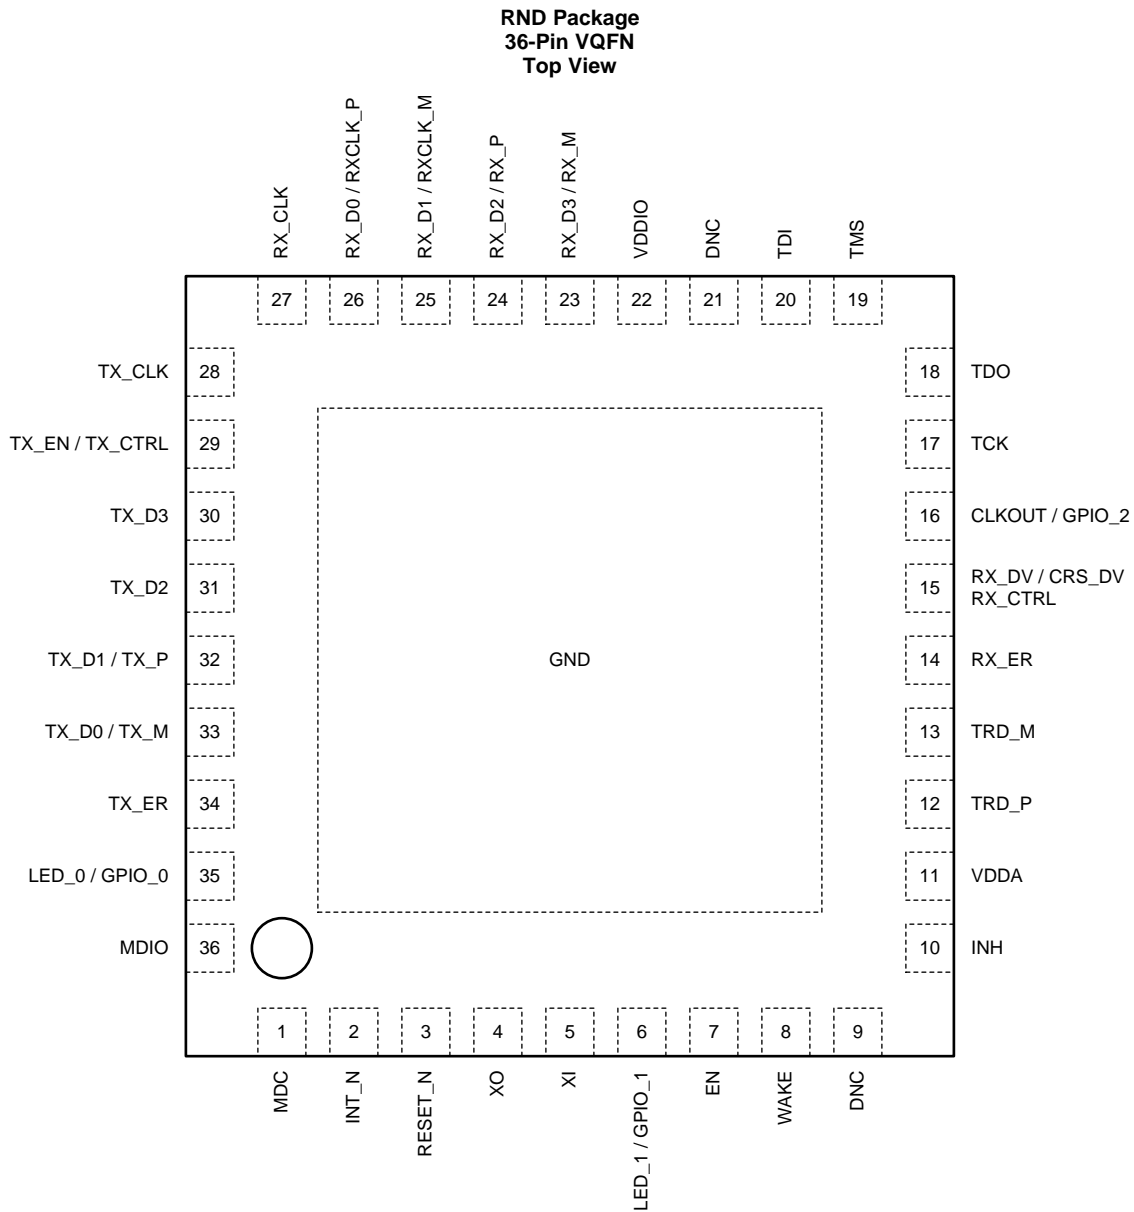 RND Package
36-Pin VQFN
Top View
RX_CLK
RX_D0 / RXCLK_P
RX_D1 / RXCLK_M
RX_D2 / RX_P
RX_D3 / RX_M
VDDIO
DNC
TDI
TMS
27
26
25
24
23
22
21
20
19
TX_CLK
28
18
TDO
TX_EN / TX_CTRL
29
17
TCK
TX_D3
30
16
CLKOUT / GPIO_2
TX_D2
31
15
RX_DV / CRS_DV
RX_CTRL
TX_D1 / TX_P
32
GND
14
RX_ER
TX_D0 / TX_M
33
13
TRD_M
TX_ER
34
12
TRD_P
LED_0 / GPIO_0
35
11
VDDA
MDIO
36
10
INH
1
2
3
4
5
6
7
8
9
MDC
INT_N
RESET_N
XO
XI
LED_1 / GPIO_1
EN
WAKE
DNC